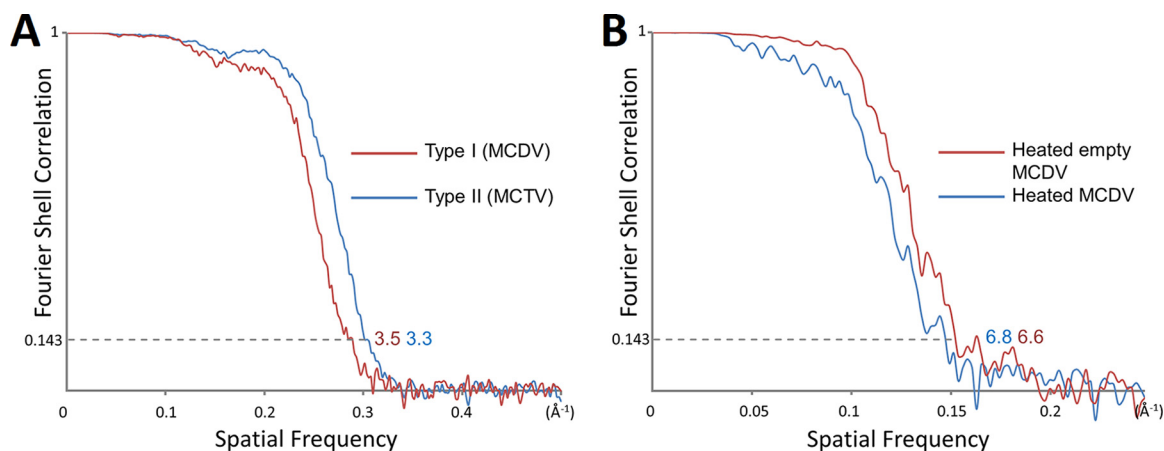 A
1
Fourier Shell Correlation
Type I (MCDV)
Type II (MCTV)
0.143
3.5 3.3
0 0.1 0.2 0.3 0.4 (Å-1)
Spatial Frequency
B
1
Fourier Shell Correlation
Heated empty
MCDV
Heated MCDV
0.143
6.8 6.6
0 0.05 0.1 0.15 0.2 (Å-1)
Spatial Frequency